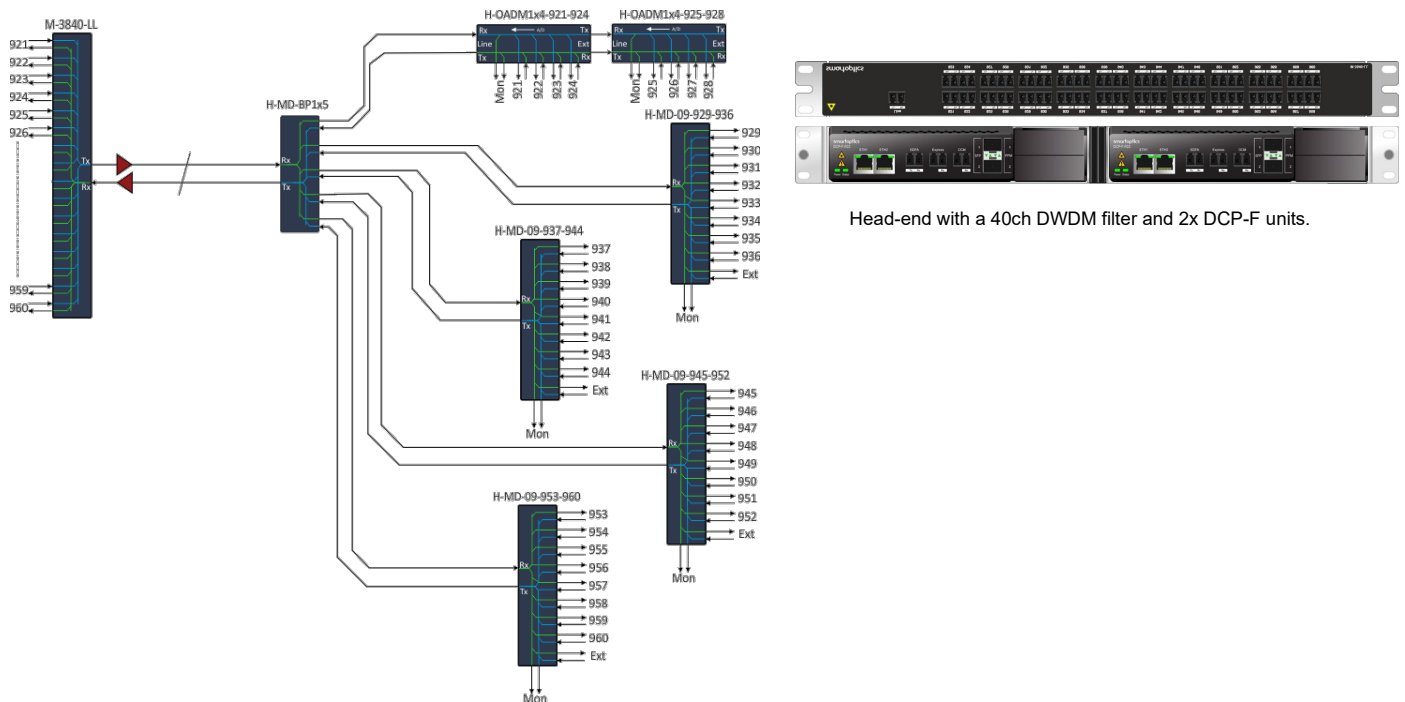 M-3840-LL
921
922
923
924
925
926
959
960
Tx
Rx
H-MD-BP1x5
Rx
Tx
H-OADM1x4-921-924
Rx
A/D
Tx
Line
Ext
Tx
Rx
Mon
921
922
923
924
H-OADM1x4-925-928
Rx
A/D
Tx
Line
Ext
Tx
Rx
Mon
925
926
927
928
H-MD-09-929-936
Rx
Tx
929
930
931
932
933
934
935
936
Ext
Mon
H-MD-09-937-944
Rx
Tx
937
938
939
940
941
942
943
944
Ext
Mon
H-MD-09-945-952
Rx
Tx
945
946
947
948
949
950
951
952
Ext
Mon
H-MD-09-953-960
Rx
Tx
953
954
955
956
957
958
959
960
Ext
Mon
smartoptics
smartoptics
smartoptics
Head-end with a 40ch DWDM filter and 2x DCP-F units.